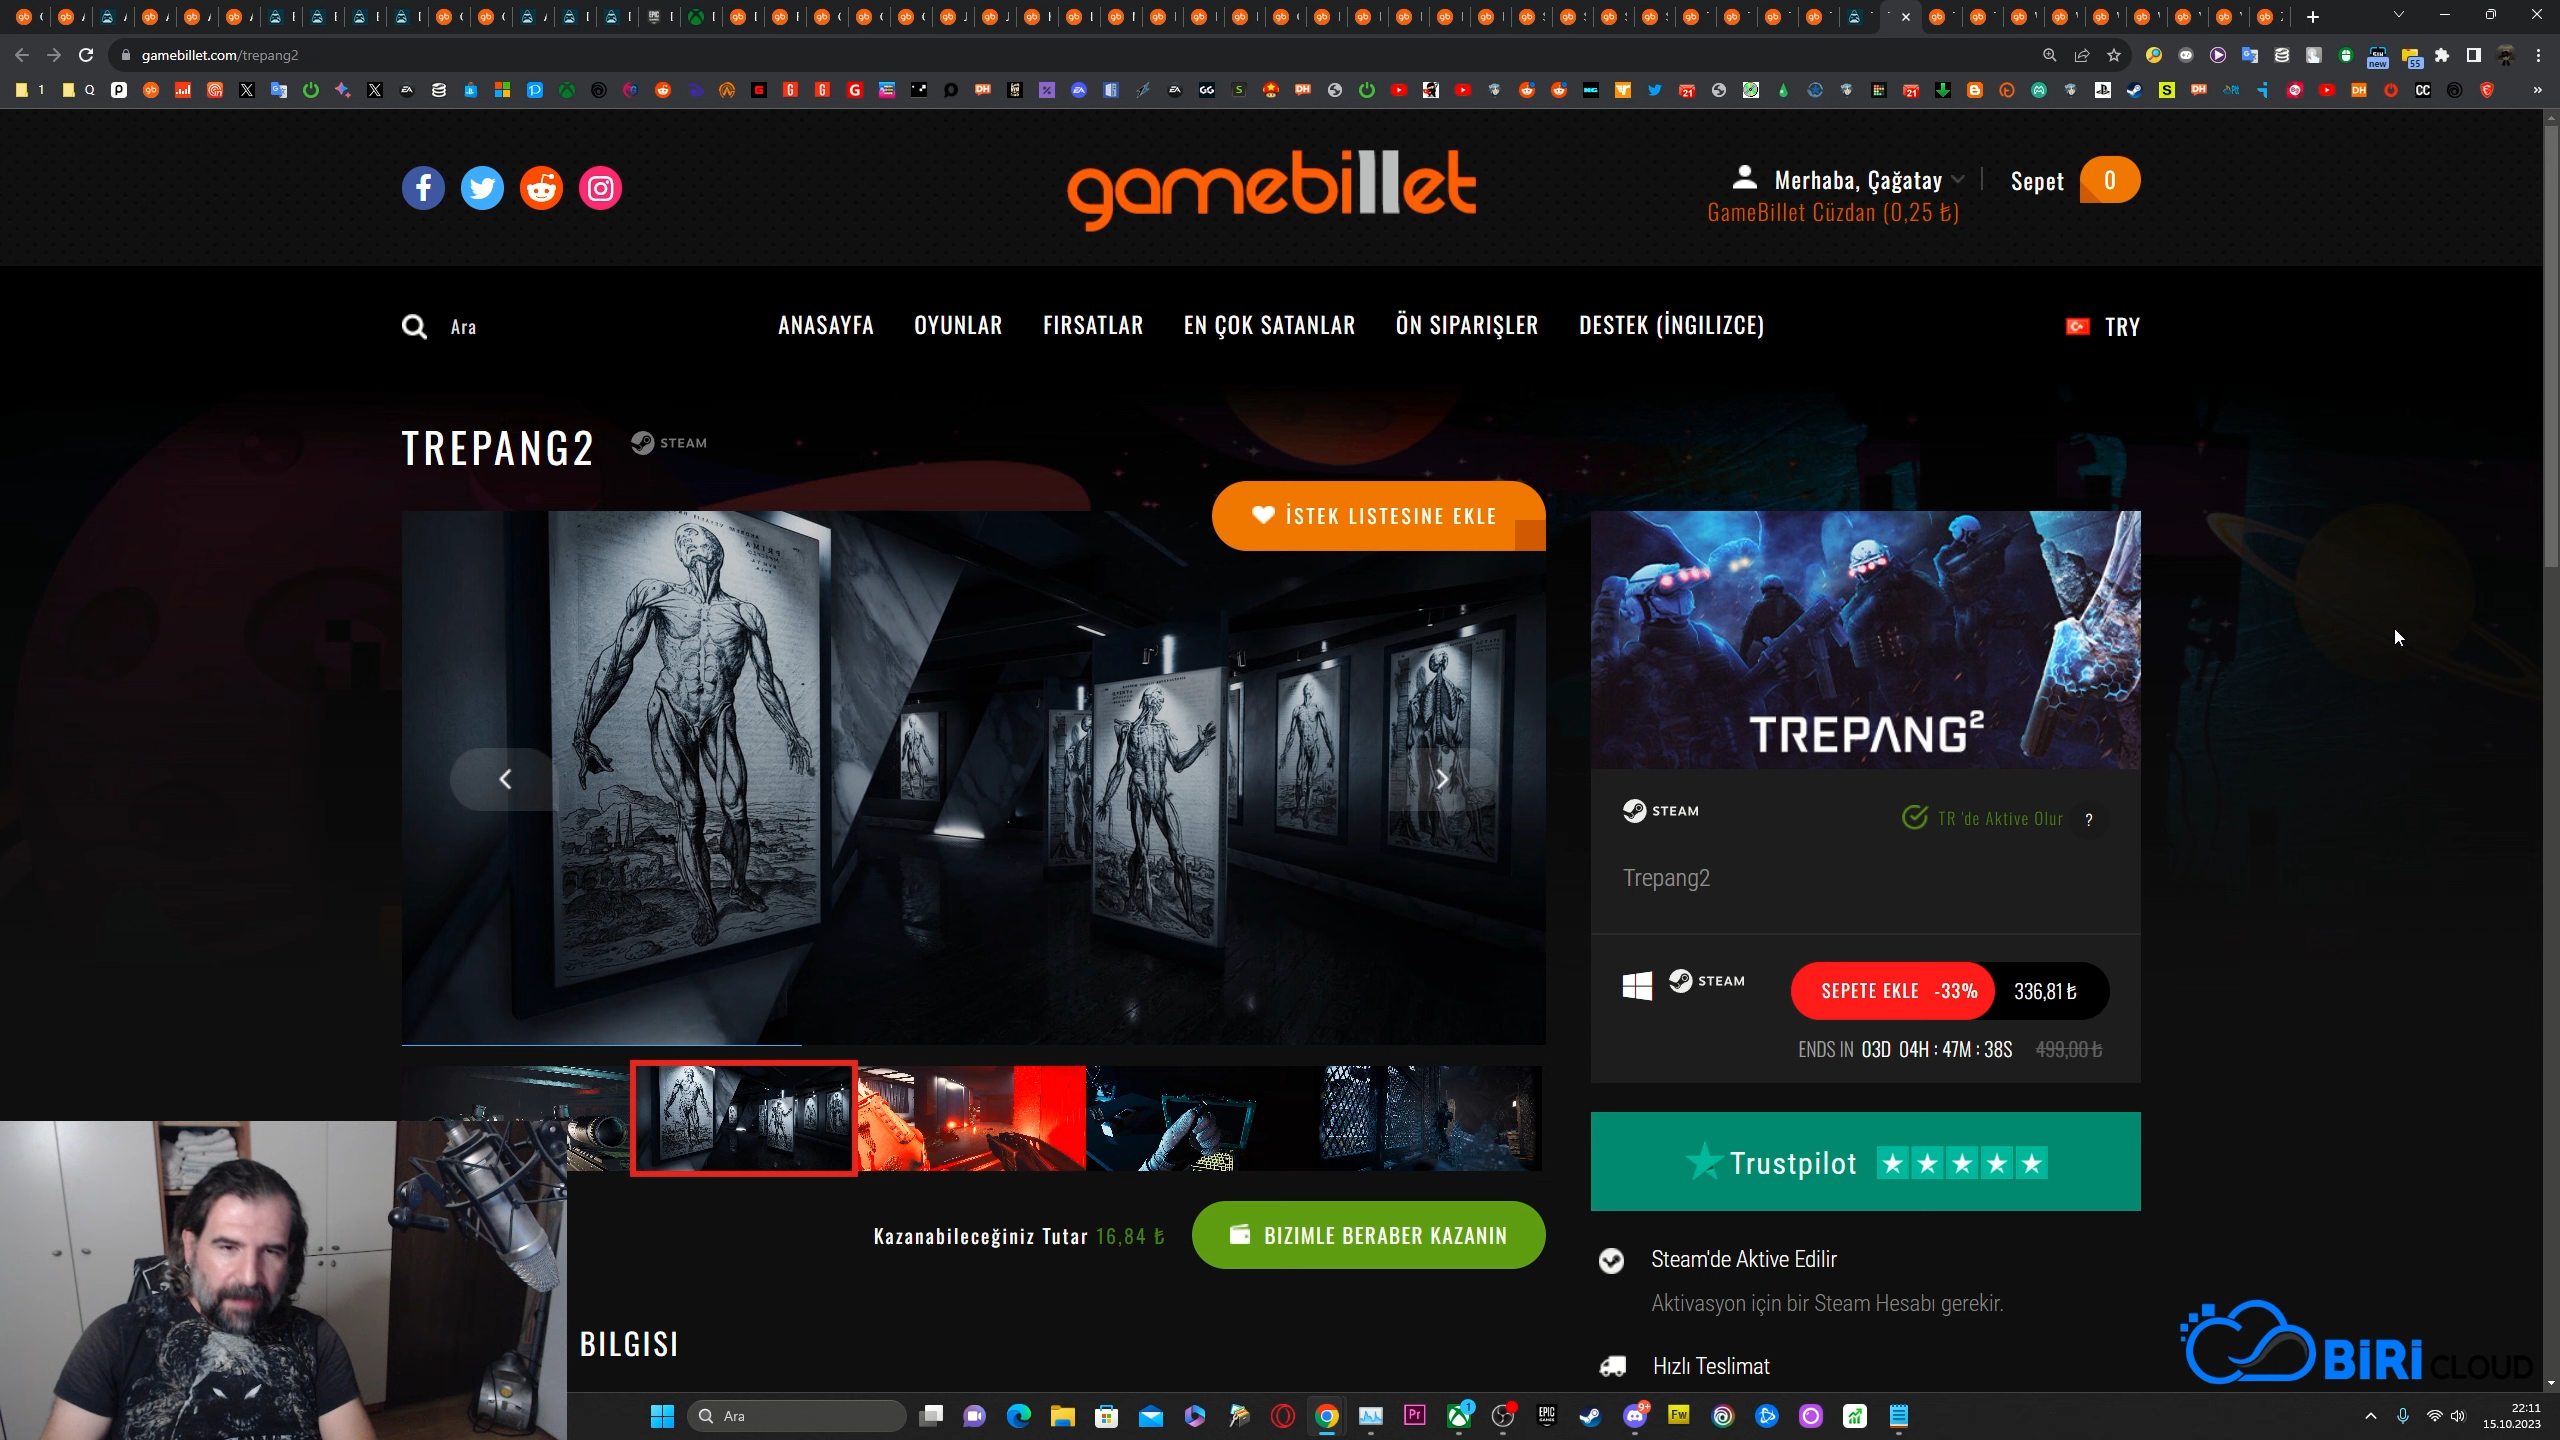 gamebillet.com/trepang2
new
55
1
Q
gamebillet
Merhaba, Çağatay
Sepet
0
GameBillet Cüzdan (0,25 ₺)
Ara
ANASAYFA
OYUNLAR
FIRSATLAR
EN ÇOK SATANLAR
ÖN SIPARIŞLER
DESTEK (İNGILIZCE)
TRY
TREPANG2
STEAM
İSTEK LISTESINE EKLE
TREPANG²
STEAM
TR 'de Aktive Olur
?
Trepang2
STEAM
SEPETE EKLE -33%
336,81 ₺
ENDS IN 03D 04H : 47M : 38S
499,00 ₺
Trustpilot
Kazanabileceğiniz Tutar 16,84 ₺
BIZIMLE BERABER KAZANIN
Steam'de Aktive Edilir
Aktivasyon için bir Steam Hesabı gerekir.
BILGISI
Hızlı Teslimat
BiRi CLOUD
Ara
22:11
15.10.2023